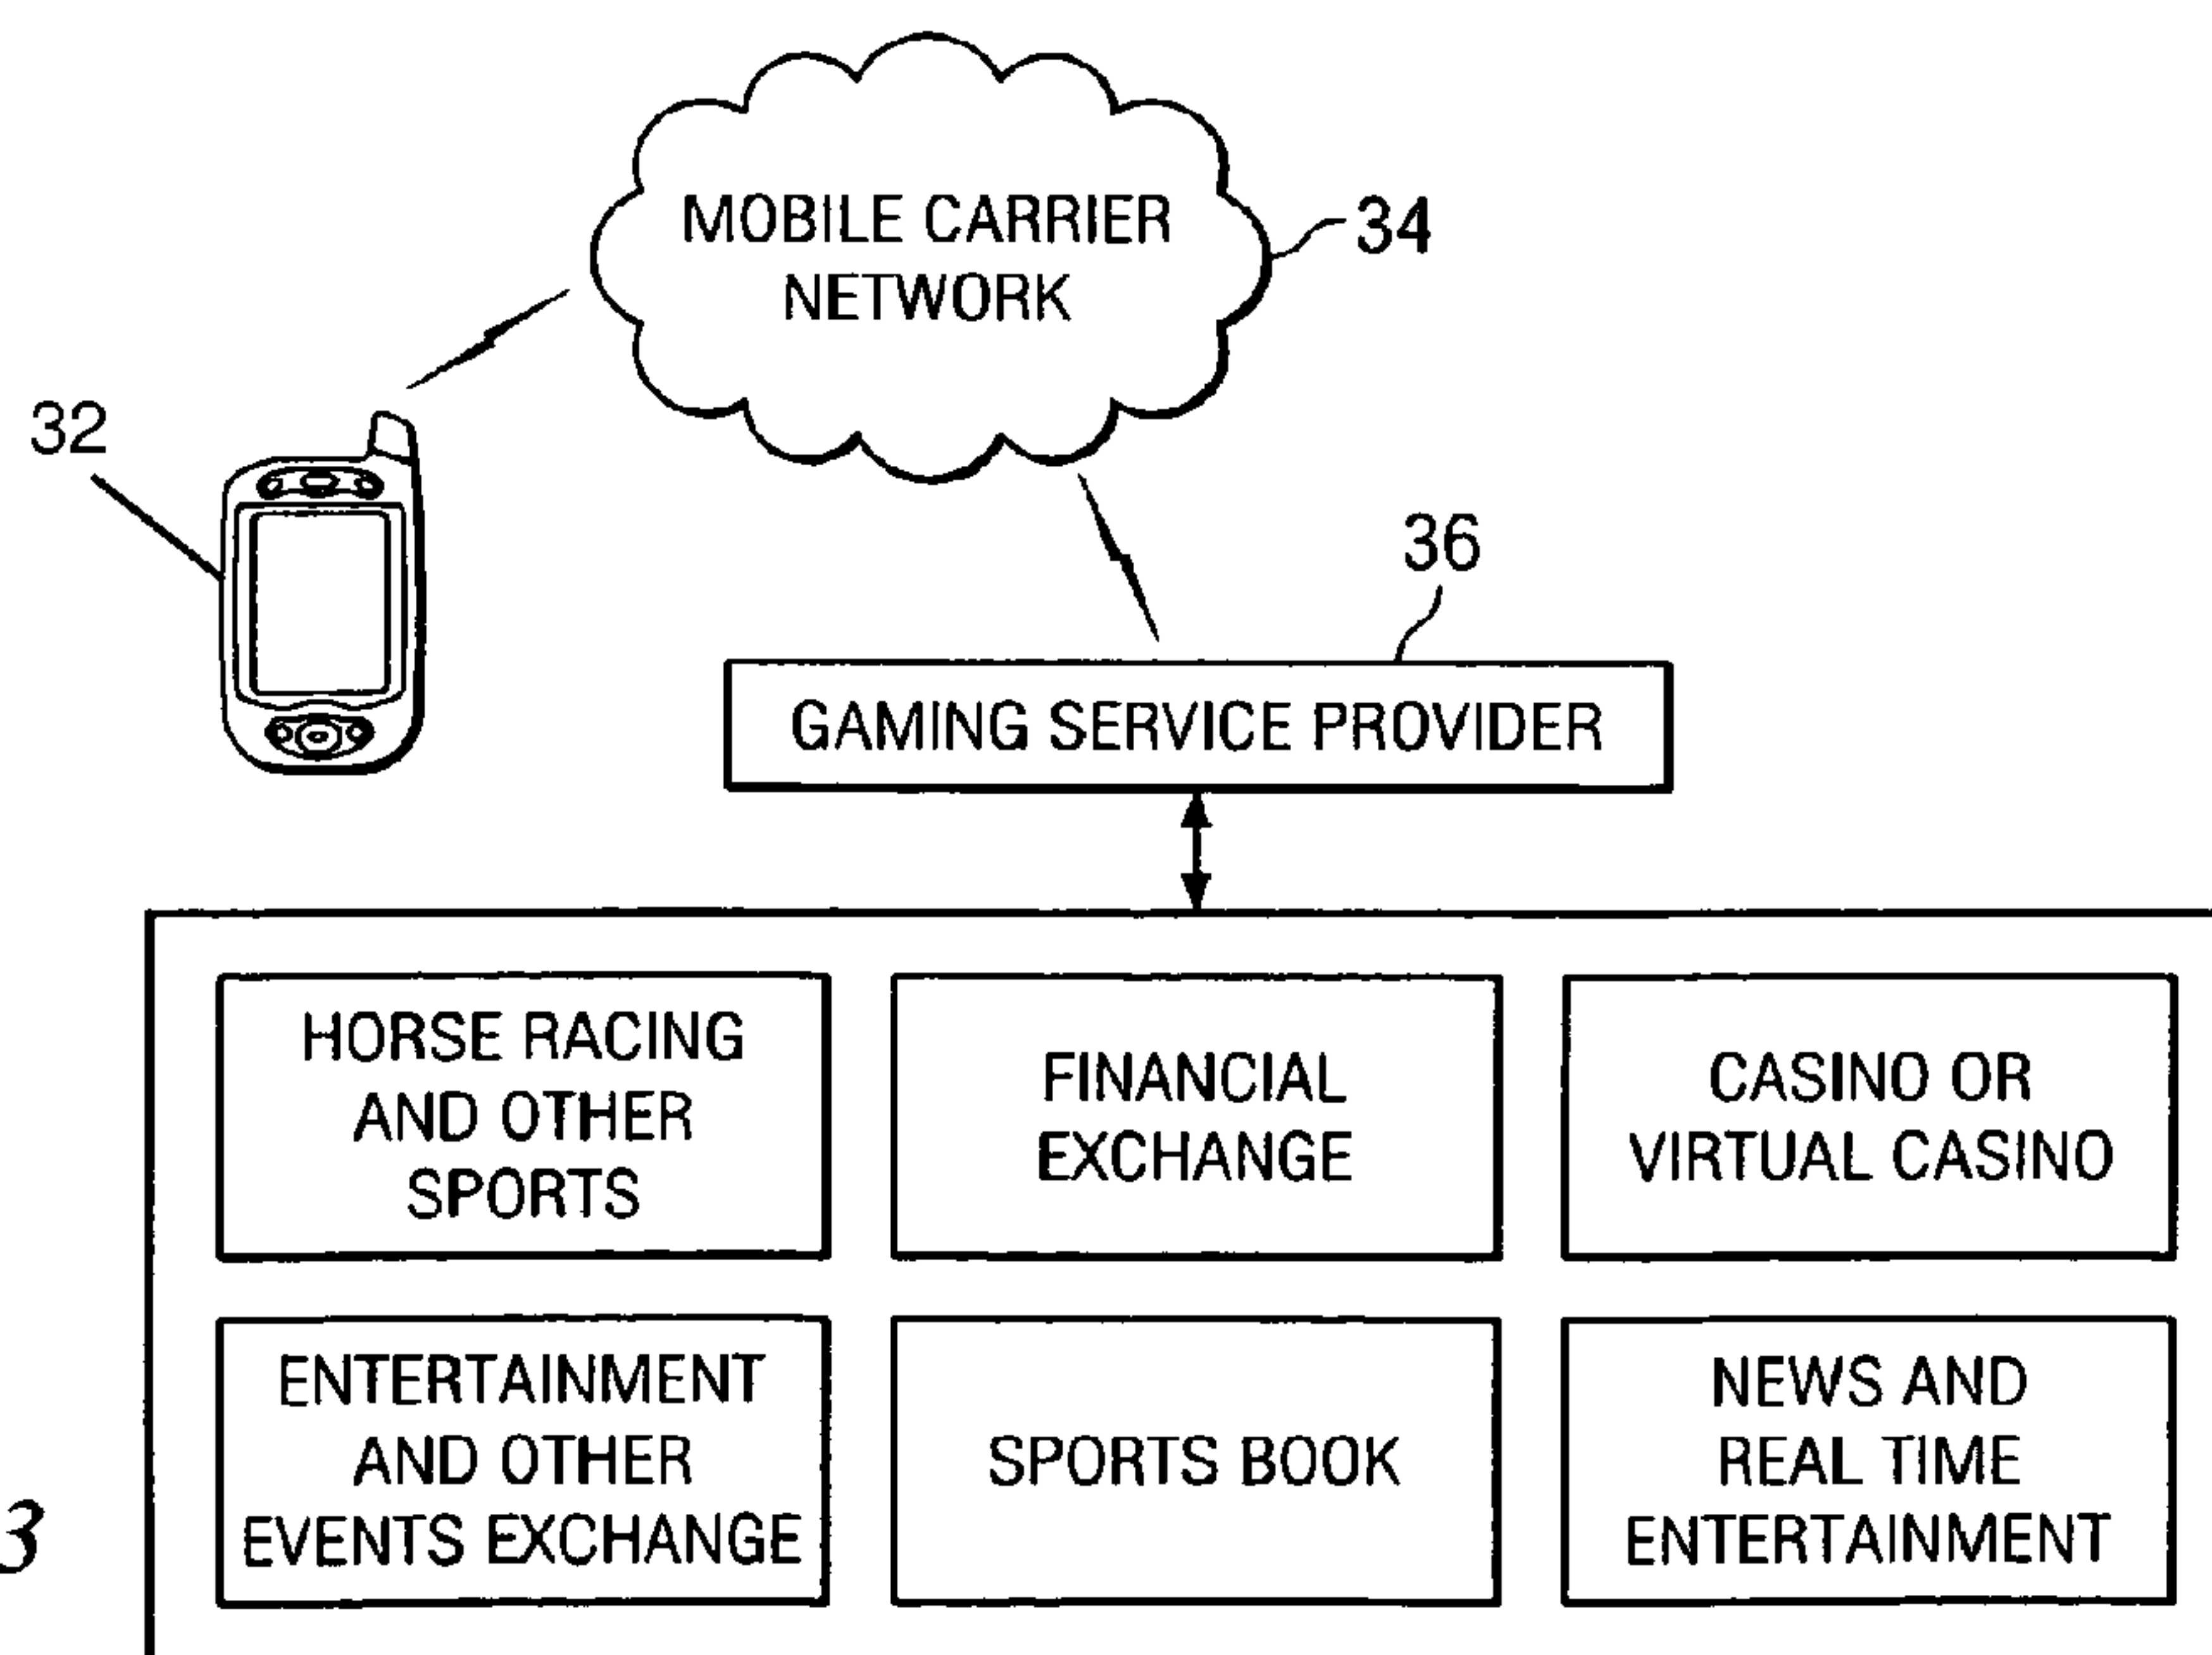 MOBILE CARRIER
NETWORK
34
32
36
GAMING SERVICE PROVIDER
HORSE RACING
AND OTHER
SPORTS
FINANCIAL
EXCHANGE
CASINO OR
VIRTUAL CASINO
ENTERTAINMENT
AND OTHER
EVENTS EXCHANGE
SPORTS BOOK
NEWS AND
REAL TIME
ENTERTAINMENT
3